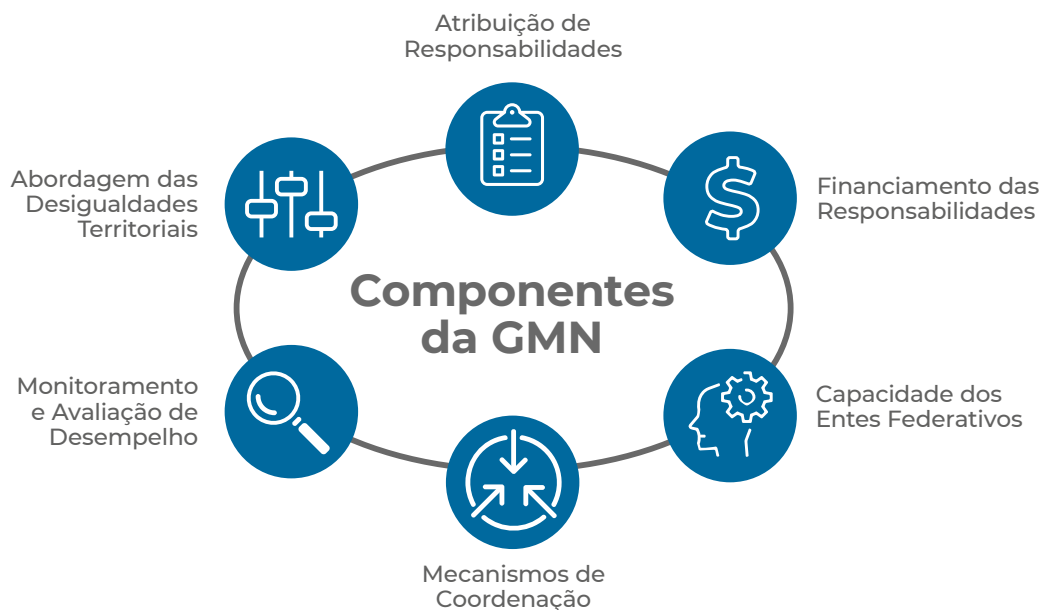 Atribuição de
Responsabilidades
Financiamento das
Responsabilidades
Capacidade dos
Entes Federativos
Mecanismos de
Coordenação
Monitoramento
e Avaliação de
Desempelho
Abordagem das
Desigualdades
Territoriais
Componentes
da GMN